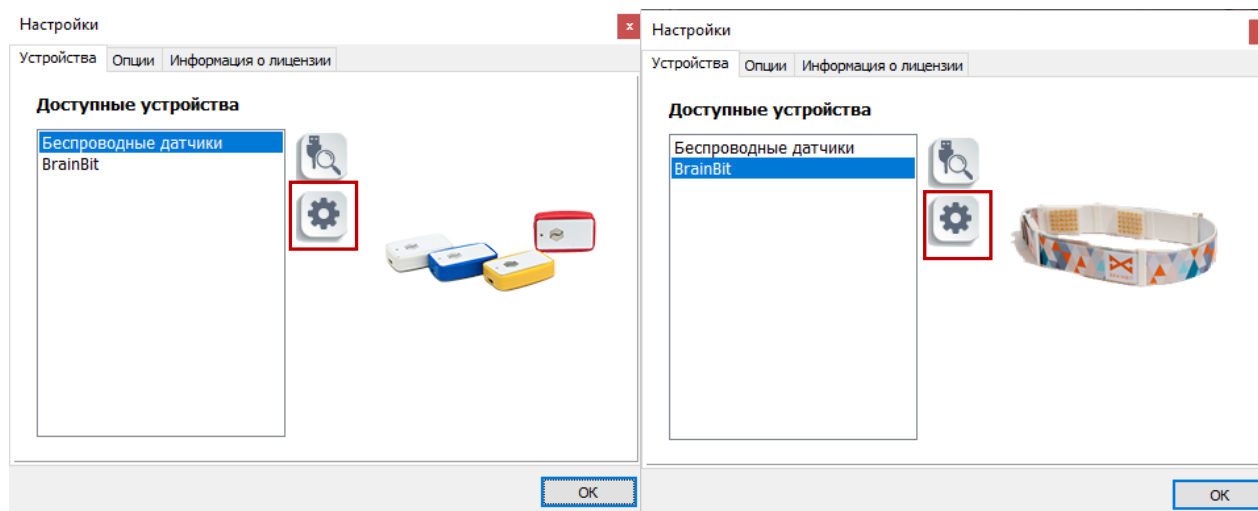 Настройки
x
Устройства Опции Информация о лицензии
Доступные устройства
Беспроводные датчики
BrainBit
OK
Настройки
Устройства Опции Информация о лицензии
Доступные устройства
Беспроводные датчики
BrainBit
BRAINBIT
OK